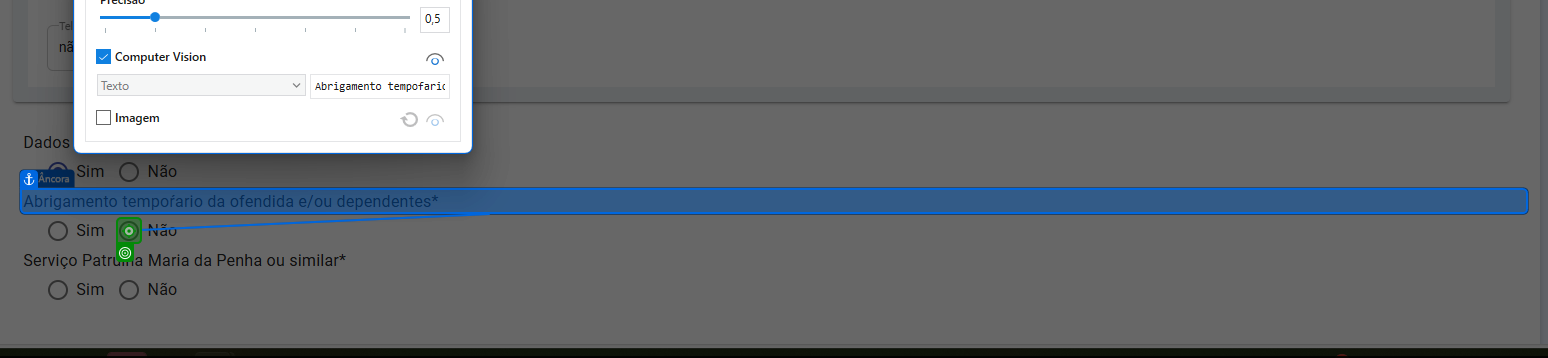 Precisão
0,5
Computer Vision
Texto
Abrigamento tempofaric
Imagem
Tel
nã
Dados
Sim Não
Âncora
Abrigamento tempoŕario da ofendida e/ou dependentes*
Sim Não
Serviço Patrulha Maria da Penha ou similar*
Sim Não